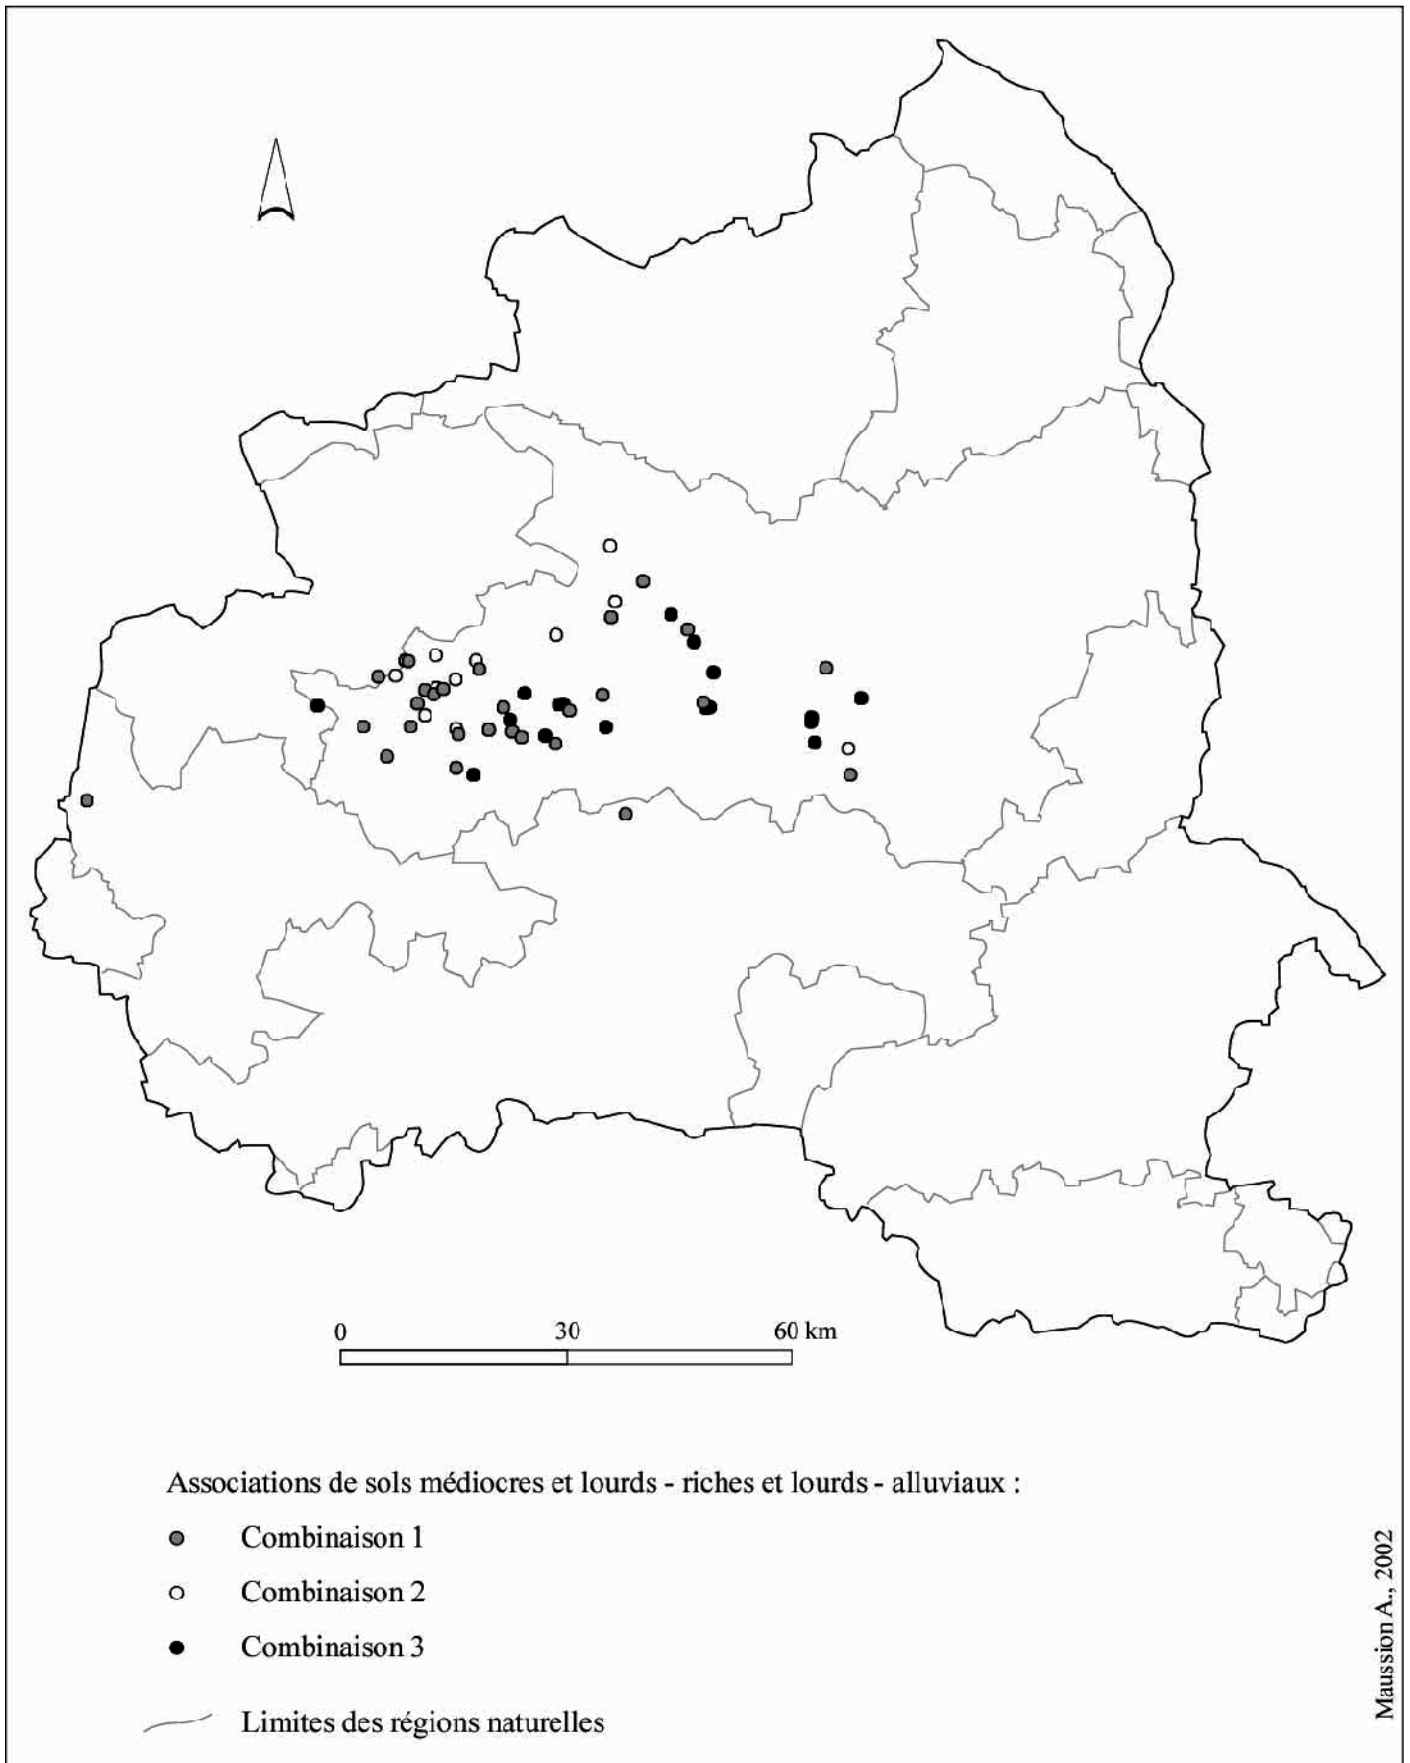 0 30 60 km
Associations de sols médiocres et lourds - riches et lourds - alluviaux :
Combinaison 1
Combinaison 2
Combinaison 3
Limites des régions naturelles
Maussion A., 2002